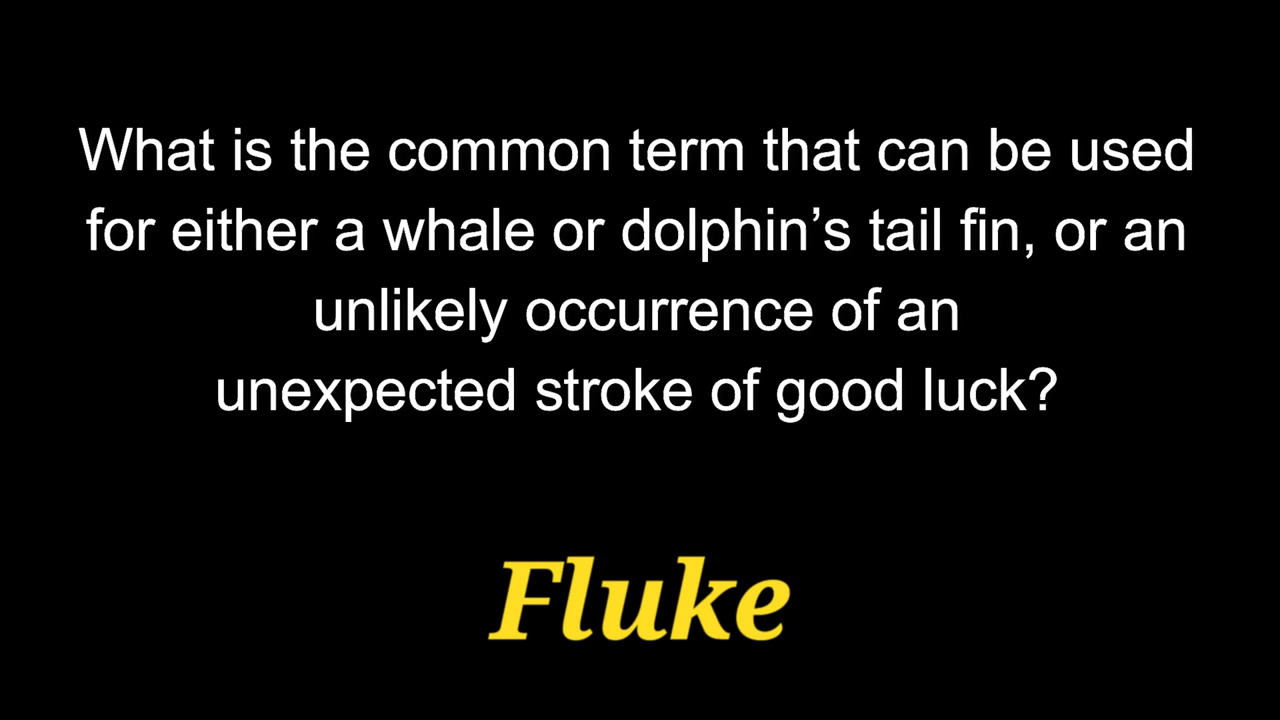 What is the common term that can be used
for either a whale or dolphin’s tail fin, or an
unlikely occurrence of an
unexpected stroke of good luck?
Fluke